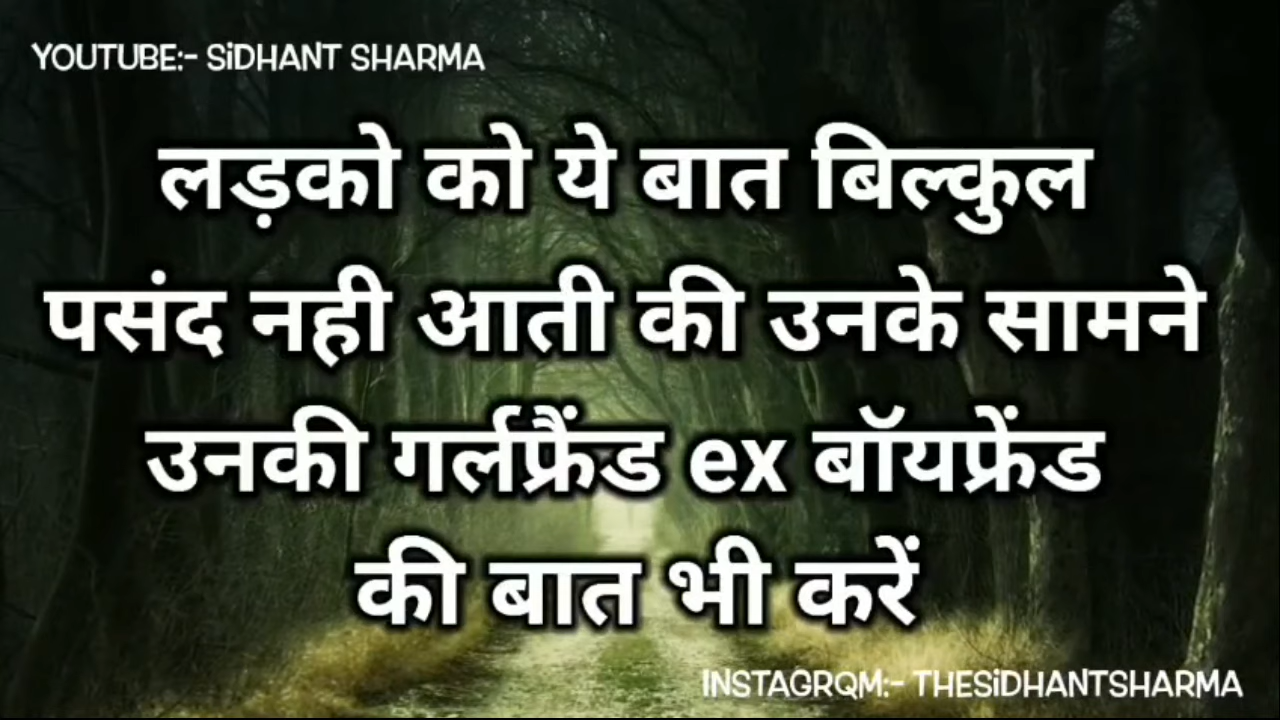 YOUTUBE:- SiDHANT SHARMA
लड़को को ये बात बिल्कुल
पसंद नही आती की उनके सामने
उनकी गर्लफ्रैंड ex बॉयफ्रेंड
की बात भी करें
INSTAGRQM:- THESiDHANTSHARMA